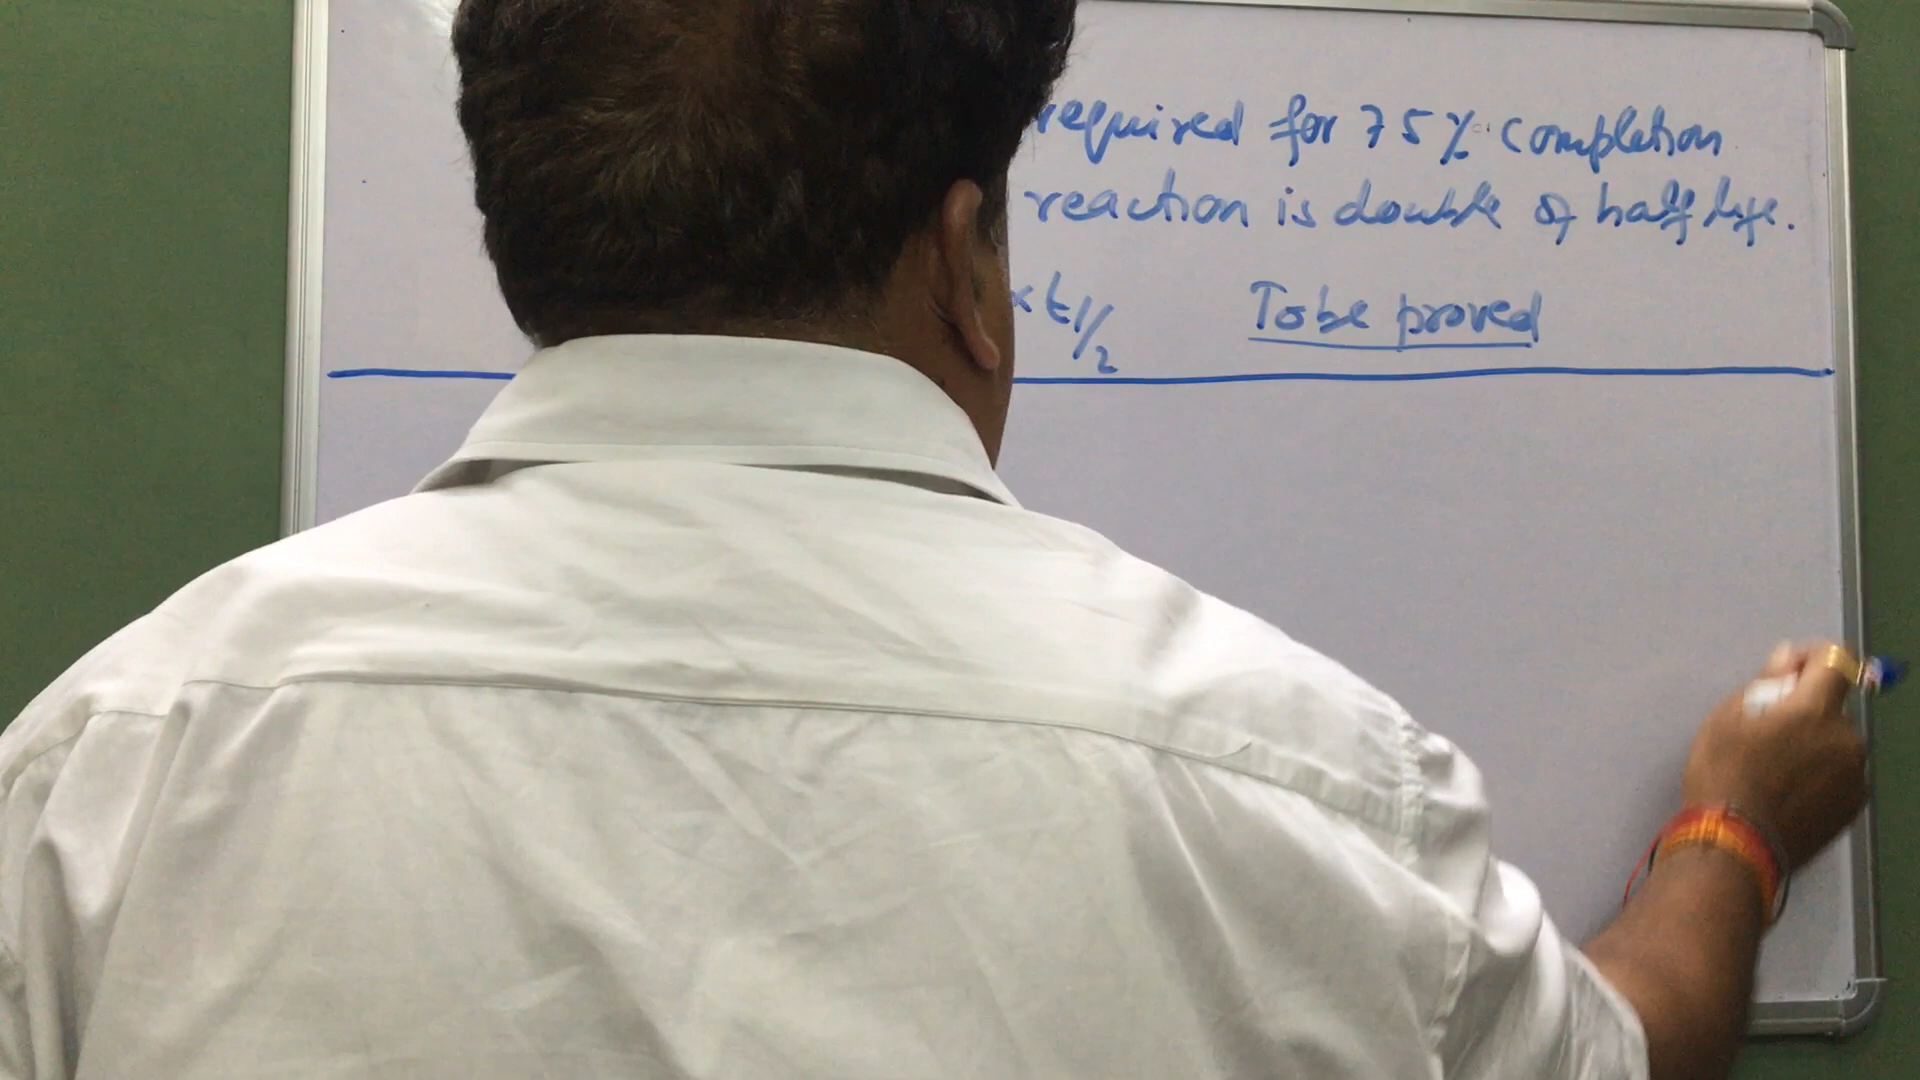 required for 75% completion
reaction is double of half life.
× t1/2 To be proved